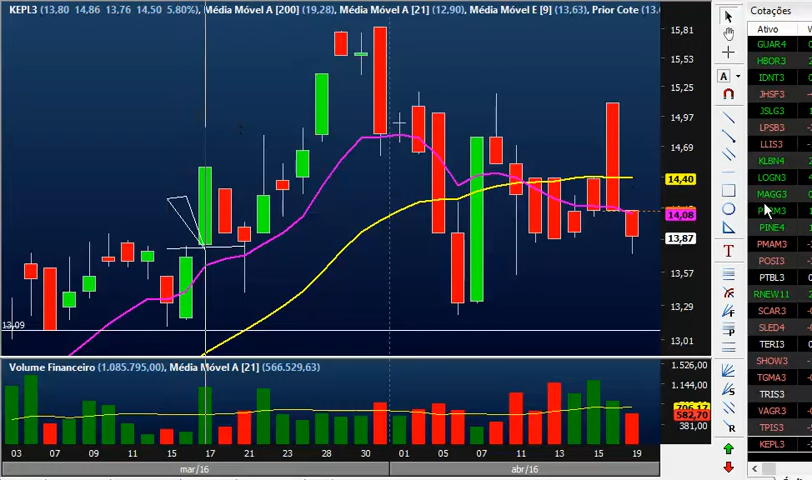 KEPL3 (13,80 14,86 13,76 14,50 5.80%), Média Móvel A [200] (19,28), Média Móvel A [21] (12,90), Média Móvel E [9] (13,63), Prior Cote (13,
15,81
15,53
15,25
14,97
14,69
14,40
14,08
13,87
13,57
13,29
13,01
13,09
Volume Financeiro (1.085.795,00), Média Móvel A [21] (566.529,63)
1.526,00
1.144,00
706,17
582,70
381,00
03 07 09 11 15 17 21 24 28 30 01 05 07 11 13 15 19
mar/16 abr/16
A
T
F
P
S
R
Cotações
Ativo
GUAR4
HBOR3
IDNT3
JHSF3
JSLG3
LPSB3
LLIS3
KLBN4
LOGN3
MAGG3
PINE4
PMAM3
POSI3
PTBL3
RNEW11
SCAR3
SLED4
TERI3
SHOW3
TGMA3
TRIS3
VAGR3
TPIS3
KEPL3